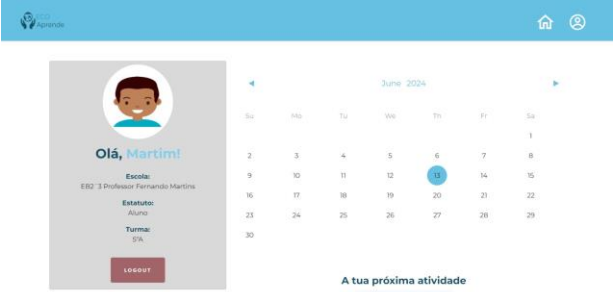 ECO
Aprende
Olá, Martim!
Escola:
EB2¨3 Professor Fernando Martins
Estatuto:
Aluno
Turma:
5ºA
LOGOUT
June 2024
Su Mo Tu We Th Fr Sa
1
2 3 4 5 6 7 8
9 10 11 12 13 14 15
16 17 18 19 20 21 22
23 24 25 26 27 28 29
30
A tua próxima atividade